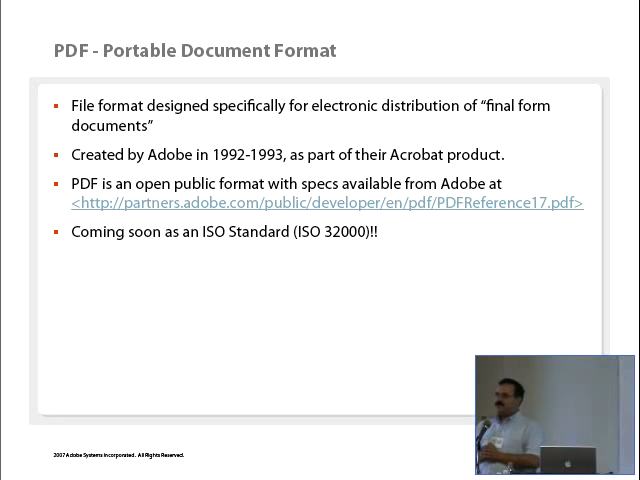 PDF - Portable Document Format
File format designed specifically for electronic distribution of “final form
documents”
Created by Adobe in 1992-1993, as part of their Acrobat product.
PDF is an open public format with specs available from Adobe at
<http://partners.adobe.com/public/developer/en/pdf/PDFReference17.pdf>
Coming soon as an ISO Standard (ISO 32000)!!
2007 Adobe Systems Incorporated. All Rights Reserved.